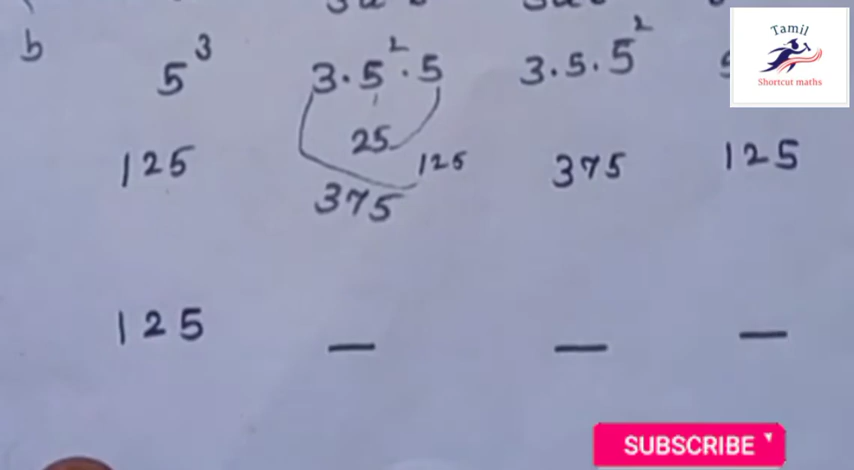 b
5³ 3·5²·5 3.5.5²
25
125 125 375 125
375
125 — — —
Tamil
Shortcut maths
SUBSCRIBE